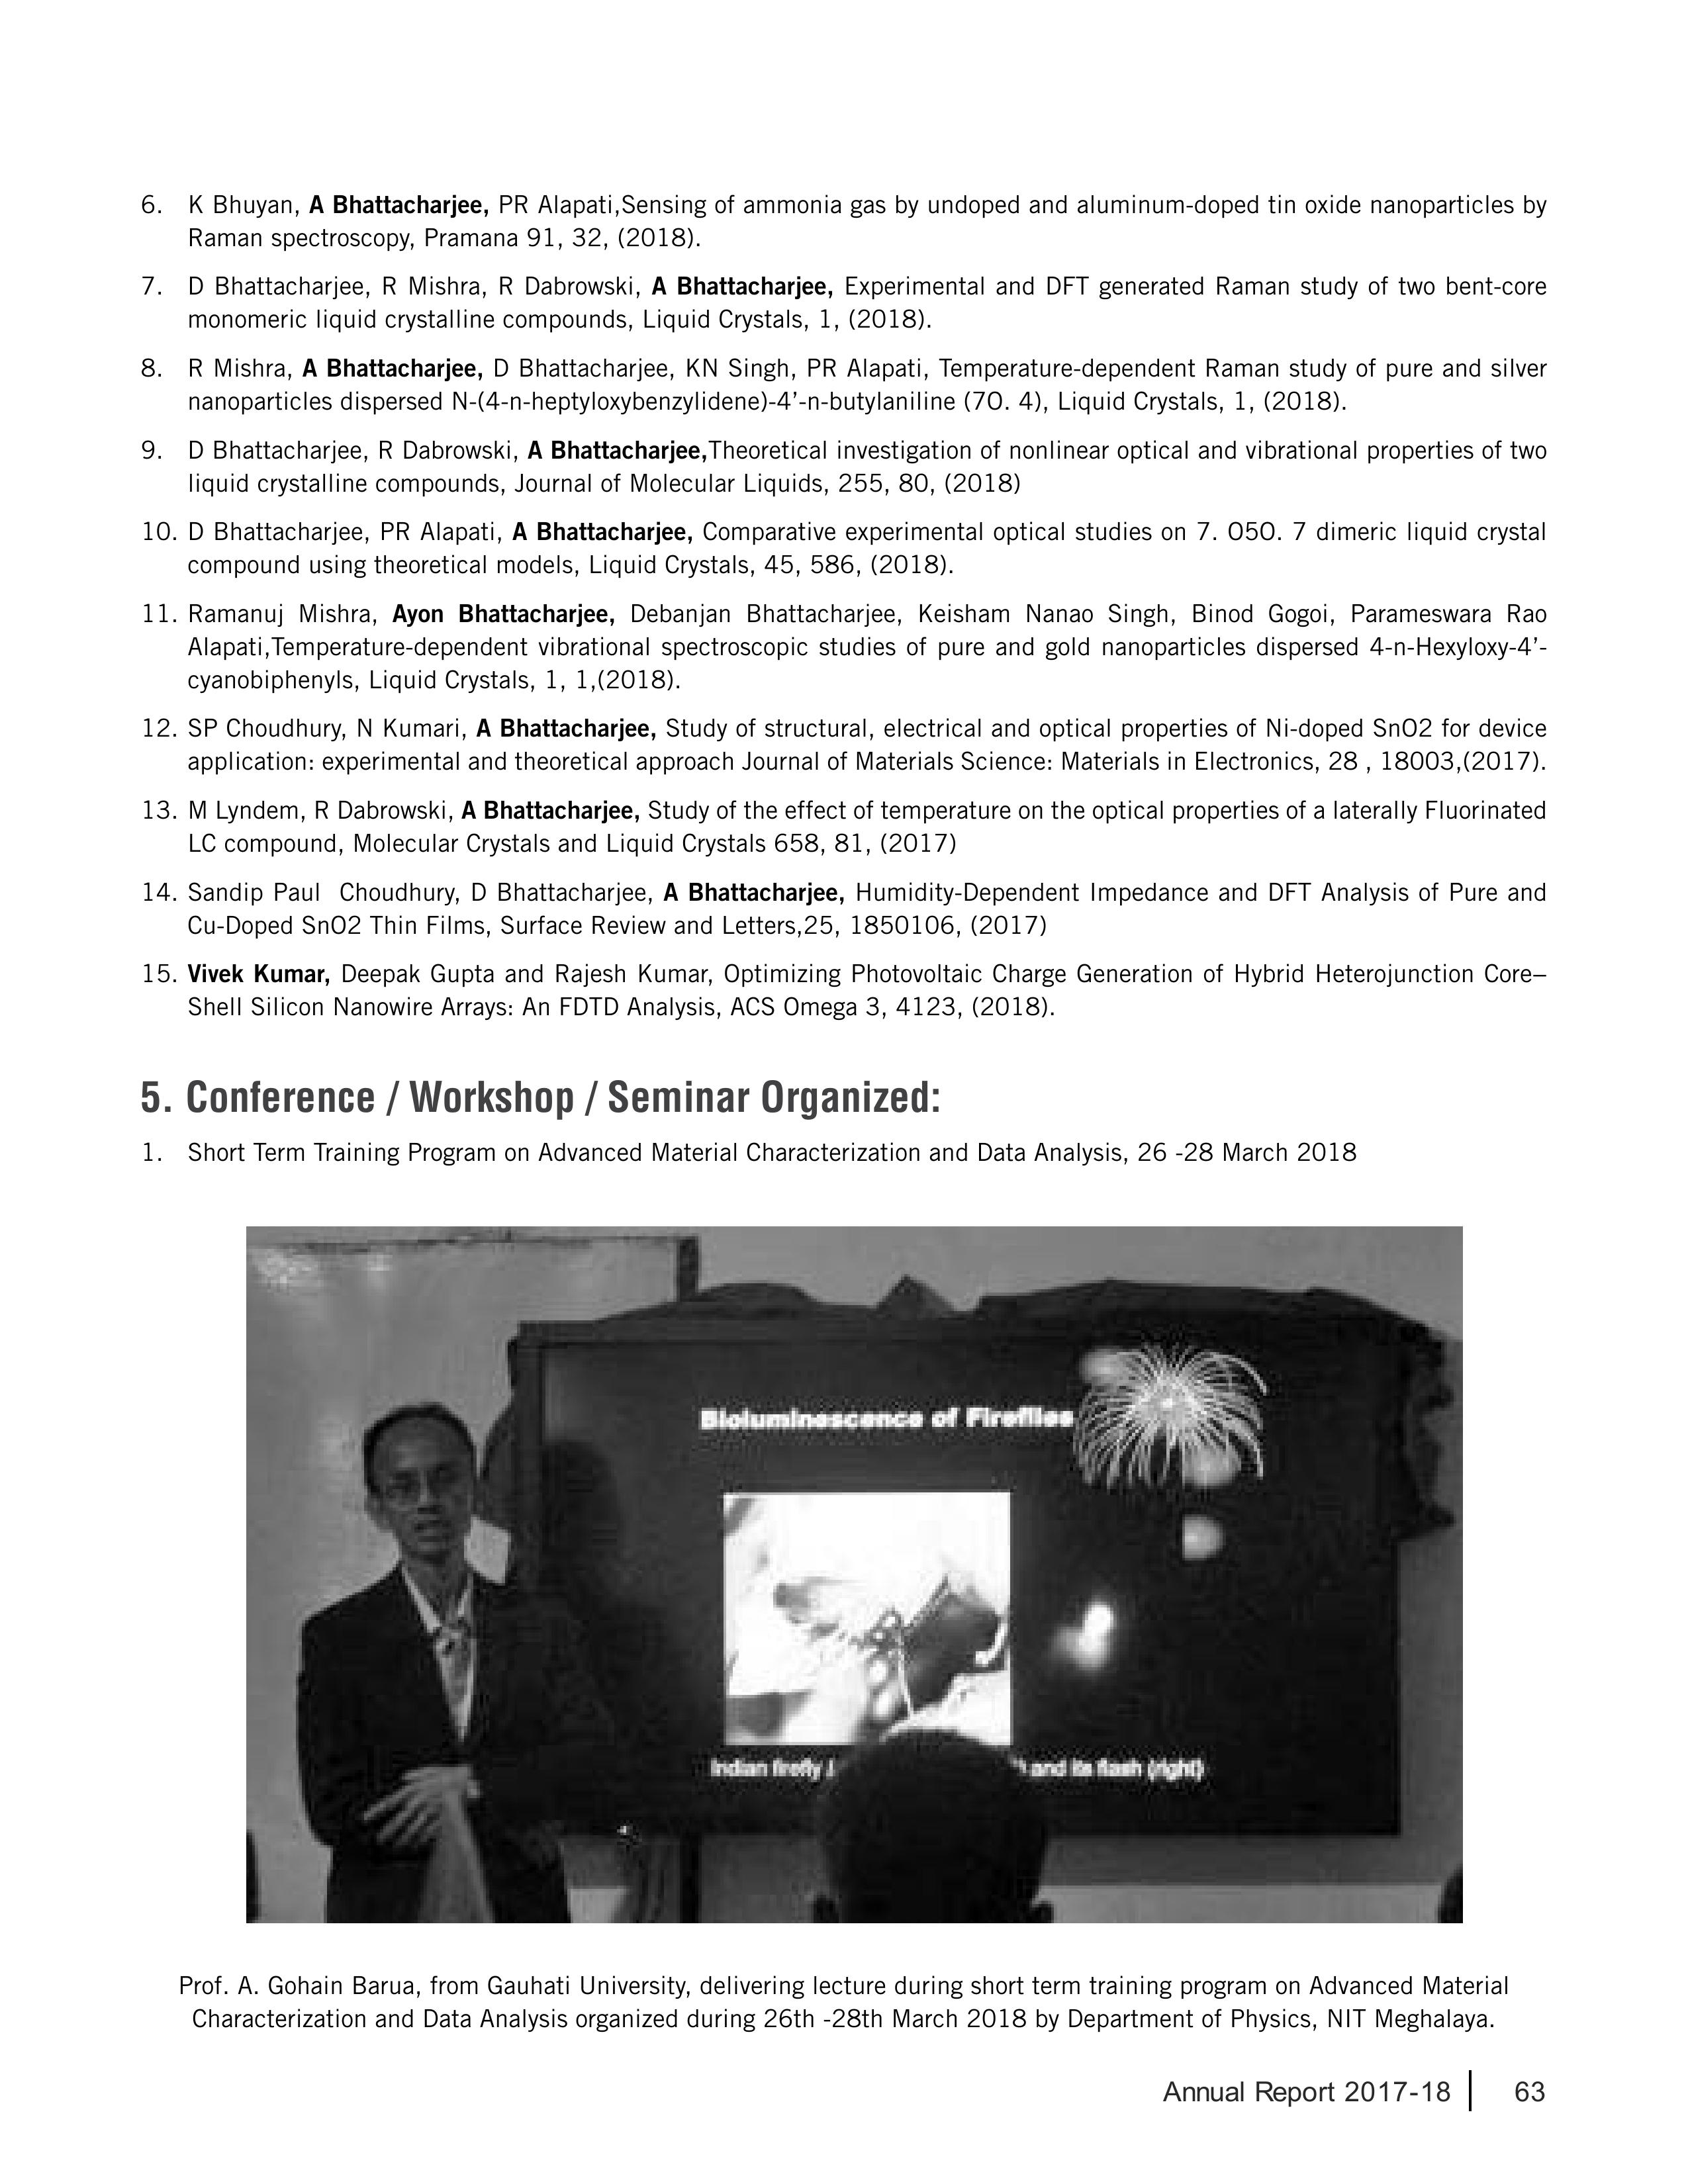 6. K Bhuyan, A Bhattacharjee, PR Alapati,Sensing of ammonia gas by undoped and aluminum-doped tin oxide nanoparticles by
Raman spectroscopy, Pramana 91, 32, (2018).
7. D Bhattacharjee, R Mishra, R Dabrowski, A Bhattacharjee, Experimental and DFT generated Raman study of two bent-core
monomeric liquid crystalline compounds, Liquid Crystals, 1, (2018).
8. R Mishra, A Bhattacharjee, D Bhattacharjee, KN Singh, PR Alapati, Temperature-dependent Raman study of pure and silver
nanoparticles dispersed N-(4-n-heptyloxybenzylidene)-4’-n-butylaniline (7O. 4), Liquid Crystals, 1, (2018).
9. D Bhattacharjee, R Dabrowski, A Bhattacharjee,Theoretical investigation of nonlinear optical and vibrational properties of two
liquid crystalline compounds, Journal of Molecular Liquids, 255, 80, (2018)
10. D Bhattacharjee, PR Alapati, A Bhattacharjee, Comparative experimental optical studies on 7. O5O. 7 dimeric liquid crystal
compound using theoretical models, Liquid Crystals, 45, 586, (2018).
11. Ramanuj Mishra, Ayon Bhattacharjee, Debanjan Bhattacharjee, Keisham Nanao Singh, Binod Gogoi, Parameswara Rao
Alapati,Temperature-dependent vibrational spectroscopic studies of pure and gold nanoparticles dispersed 4-n-Hexyloxy-4’-
cyanobiphenyls, Liquid Crystals, 1, 1,(2018).
12. SP Choudhury, N Kumari, A Bhattacharjee, Study of structural, electrical and optical properties of Ni-doped SnO2 for device
application: experimental and theoretical approach Journal of Materials Science: Materials in Electronics, 28 , 18003,(2017).
13. M Lyndem, R Dabrowski, A Bhattacharjee, Study of the effect of temperature on the optical properties of a laterally Fluorinated
LC compound, Molecular Crystals and Liquid Crystals 658, 81, (2017)
14. Sandip Paul  Choudhury, D Bhattacharjee, A Bhattacharjee, Humidity-Dependent Impedance and DFT Analysis of Pure and
Cu-Doped SnO2 Thin Films, Surface Review and Letters,25, 1850106, (2017)
15. Vivek Kumar, Deepak Gupta and Rajesh Kumar, Optimizing Photovoltaic Charge Generation of Hybrid Heterojunction Core–
Shell Silicon Nanowire Arrays: An FDTD Analysis, ACS Omega 3, 4123, (2018).
5. Conference / Workshop / Seminar Organized:
1. Short Term Training Program on Advanced Material Characterization and Data Analysis, 26 -28 March 2018
Bioluminescence of Fireflies
Indian firefly and its flash (right)
Prof. A. Gohain Barua, from Gauhati University, delivering lecture during short term training program on Advanced Material
Characterization and Data Analysis organized during 26th -28th March 2018 by Department of Physics, NIT Meghalaya.
Annual Report 2017-18 | 63